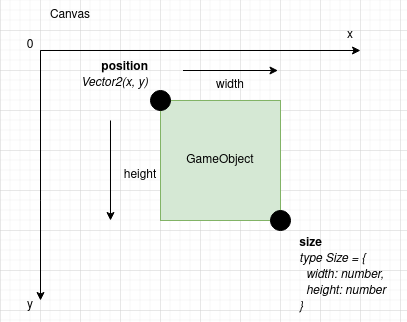 Canvas
x
0
position
Vector2(x, y)
width
height
GameObject
size
type Size = {
width: number,
height: number
}
y